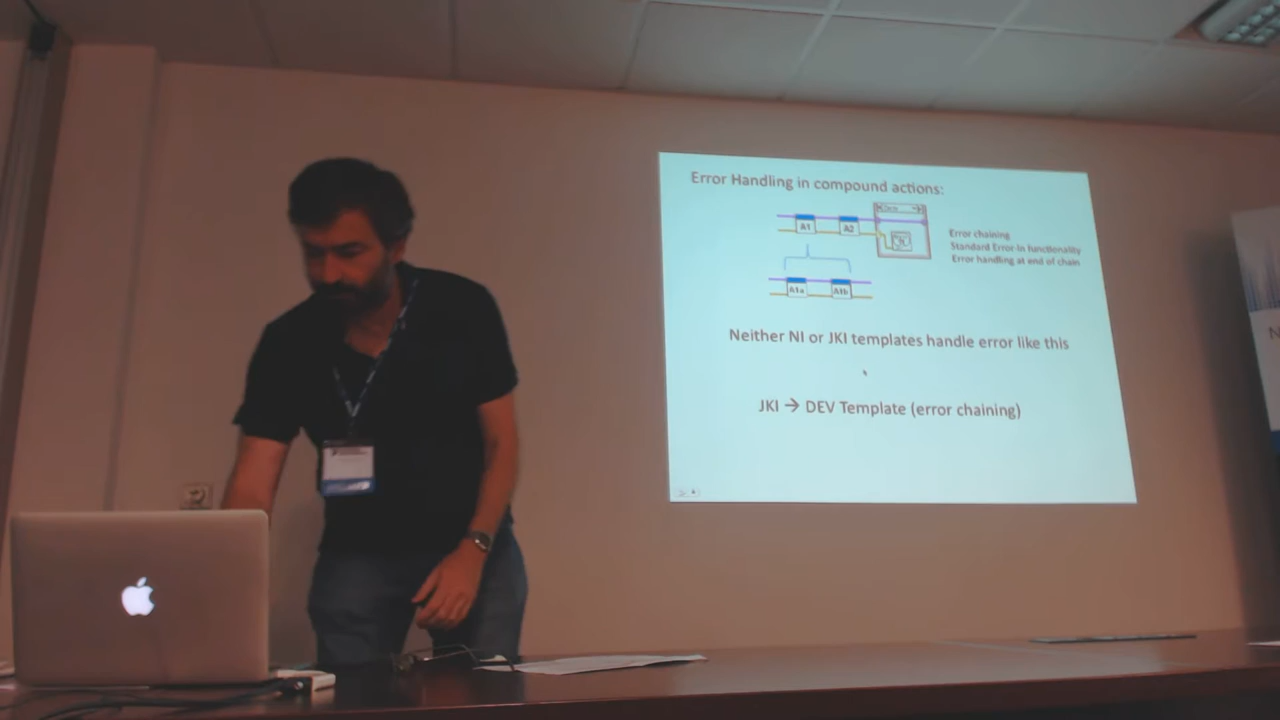 Error Handling in compound actions:
A1
A2
Error chaining
Standard Error-In functionality
Error handling at end of chain
A1a
A1b
Neither NI or JKI templates handle error like this
JKI → DEV Template (error chaining)